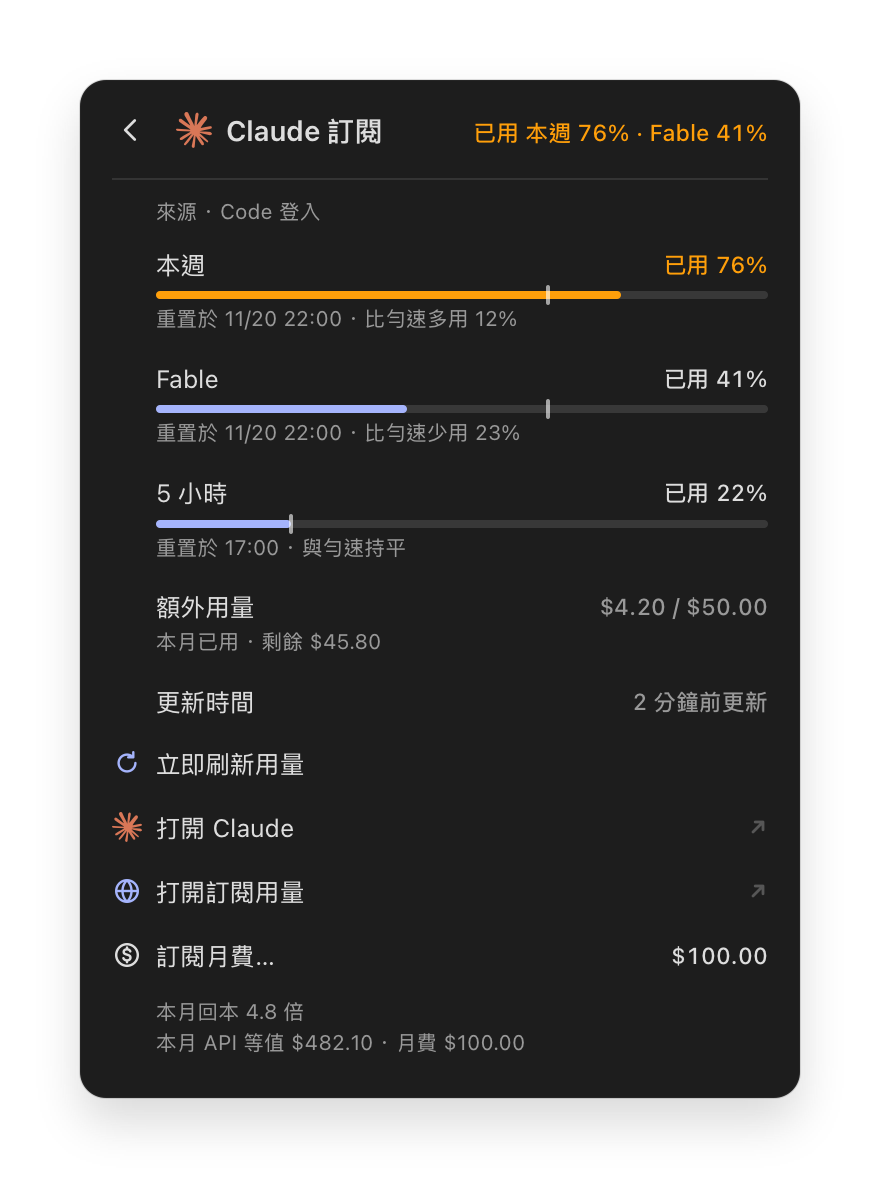 Claude 訂閱
已用 本週 76% · Fable 41%
來源 · Code 登入
本週
已用 76%
重置於 11/20 22:00 · 比勻速多用 12%
Fable
已用 41%
重置於 11/20 22:00 · 比勻速少用 23%
5 小時
已用 22%
重置於 17:00 · 與勻速持平
額外用量
$4.20 / $50.00
本月已用 · 剩餘 $45.80
更新時間
2 分鐘前更新
立即刷新用量
打開 Claude
打開訂閱用量
訂閱月費…
$100.00
本月回本 4.8 倍
本月 API 等值 $482.10 · 月費 $100.00